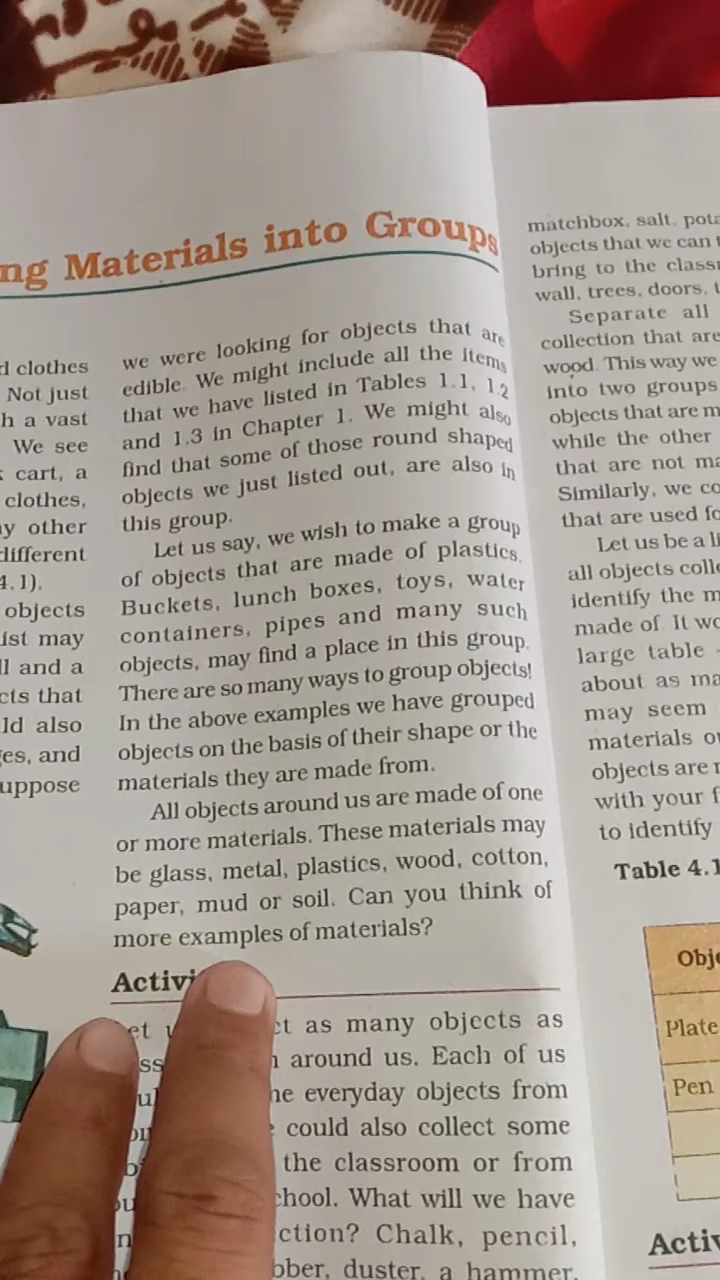 ng Materials into Groups
clothes
Not just
h a vast
We see
cart, a
clothes,
y other
different
4.1).
objects
ist may
ll and a
cts that
ld also
es, and
uppose
we were looking for objects that are
edible. We might include all the items
that we have listed in Tables 1.1, 1.2
and 1.3 in Chapter 1. We might also
find that some of those round shaped
objects we just listed out, are also in
this group.
Let us say, we wish to make a group
of objects that are made of plastics.
Buckets, lunch boxes, toys, water
containers, pipes and many such
objects, may find a place in this group.
There are so many ways to group objects!
In the above examples we have grouped
objects on the basis of their shape or the
materials they are made from.
All objects around us are made of one
or more materials. These materials may
be glass, metal, plastics, wood, cotton,
paper, mud or soil. Can you think of
more examples of materials?
Activi
ct as many objects as
around us. Each of us
everyday objects from
could also collect some
the classroom or from
chool. What will we have
ction? Chalk, pencil,
bber, duster, a hammer,
matchbox, salt, pota
objects that we can
bring to the class
wall, trees, doors,
Separate all
collection that are
wood. This way we
into two groups
objects that are m
while the other
that are not ma
Similarly, we co
that are used fo
Let us be a li
all objects coll
identify the m
made of. It wo
large table
about as ma
may seem
materials o
objects are
with your f
to identify
Table 4.1
Obje
Plate
Pen
Activ